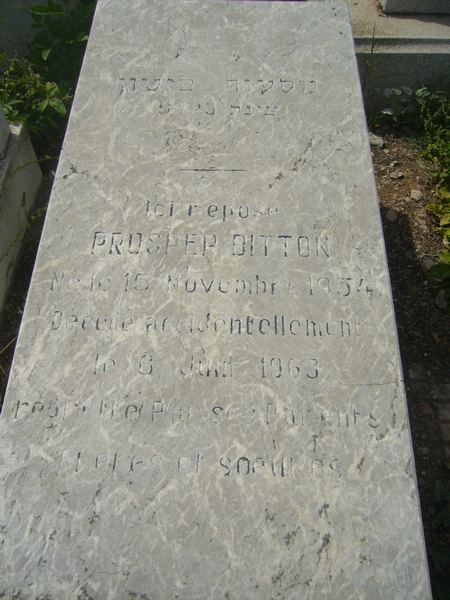 מסעוד ביטון
Ici repose
PROSPER BITTON
Né le 15 Novembre 1954
Décédé accidentellement
le 6 Juin 1963
regretté Par ses Parents
frères et soeurs